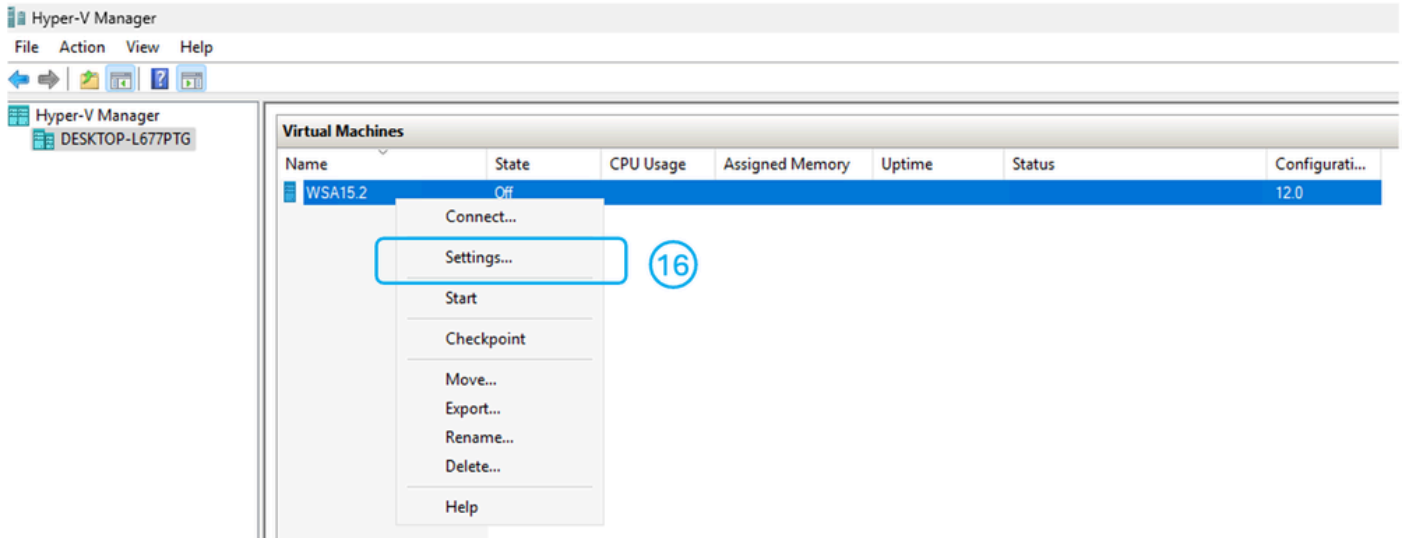 Hyper-V Manager
File Action View Help
Hyper-V Manager
DESKTOP-L677PTG
Virtual Machines
Name State CPU Usage Assigned Memory Uptime Status Configurati...
WSA15.2 Off 12.0
Connect...
Settings...
16
Start
Checkpoint
Move...
Export...
Rename...
Delete...
Help